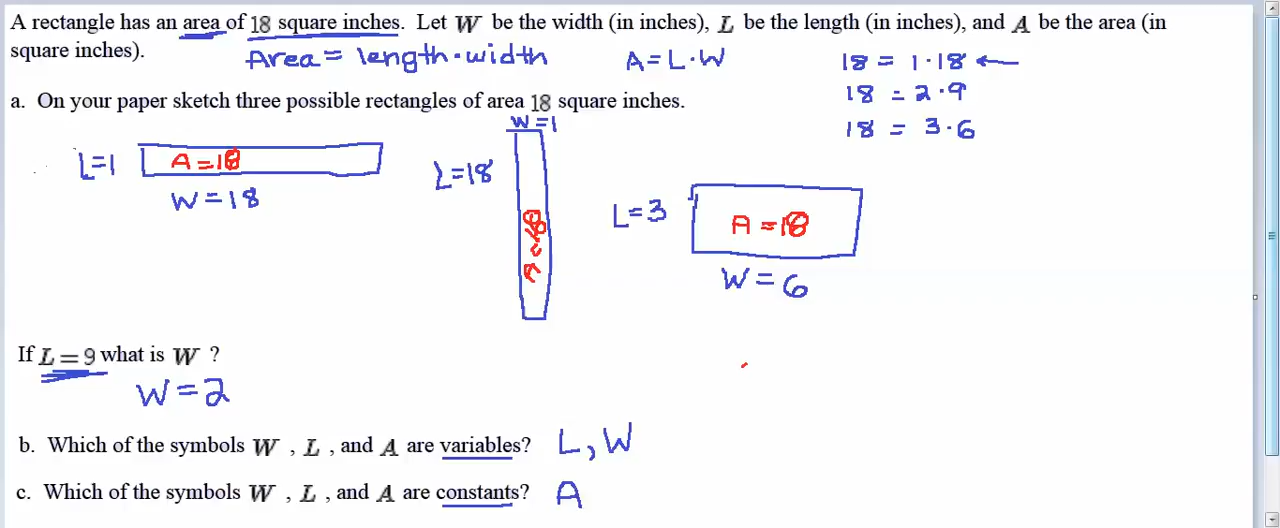 A rectangle has an area of 18 square inches. Let W be the width (in inches), L be the length (in inches), and A be the area (in
square inches).
Area = length · width
A = L · W
18 = 1 · 18 ←
18 = 2 · 9
18 = 3 · 6
a. On your paper sketch three possible rectangles of area 18 square inches.
L=1
A=18
W=18
W=1
L=18
A=18
L=3
A=18
W=6
If L = 9 what is W ?
W=2
b. Which of the symbols W , L , and A are variables? L, W
c. Which of the symbols W , L , and A are constants? A